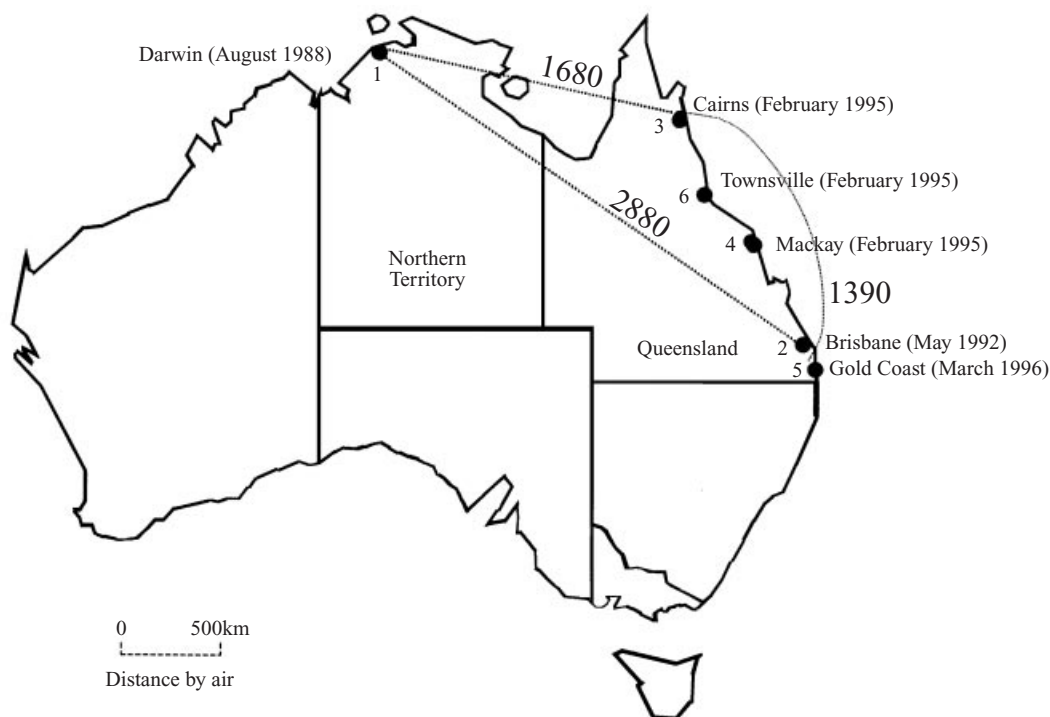 Darwin (August 1988)
1
1680
Cairns (February 1995)
3
Townsville (February 1995)
6
2880
4
Mackay (February 1995)
Northern
Territory
1390
Queensland
2
Brisbane (May 1992)
5
Gold Coast (March 1996)
0 500km
Distance by air